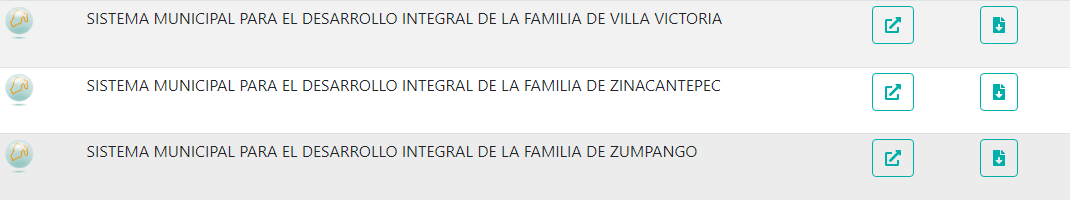 SISTEMA MUNICIPAL PARA EL DESARROLLO INTEGRAL DE LA FAMILIA DE VILLA VICTORIA
SISTEMA MUNICIPAL PARA EL DESARROLLO INTEGRAL DE LA FAMILIA DE ZINACANTEPEC
SISTEMA MUNICIPAL PARA EL DESARROLLO INTEGRAL DE LA FAMILIA DE ZUMPANGO